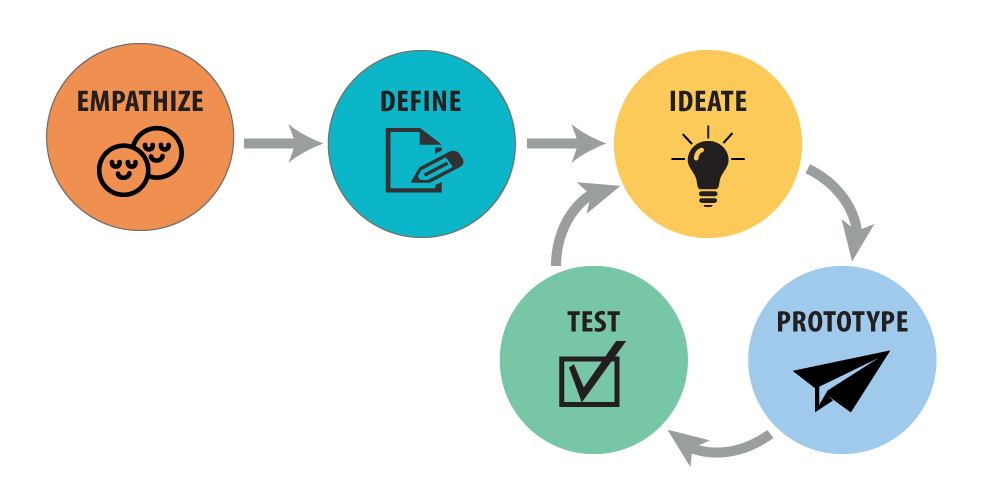 EMPATHIZE
DEFINE
IDEATE
TEST
PROTOTYPE